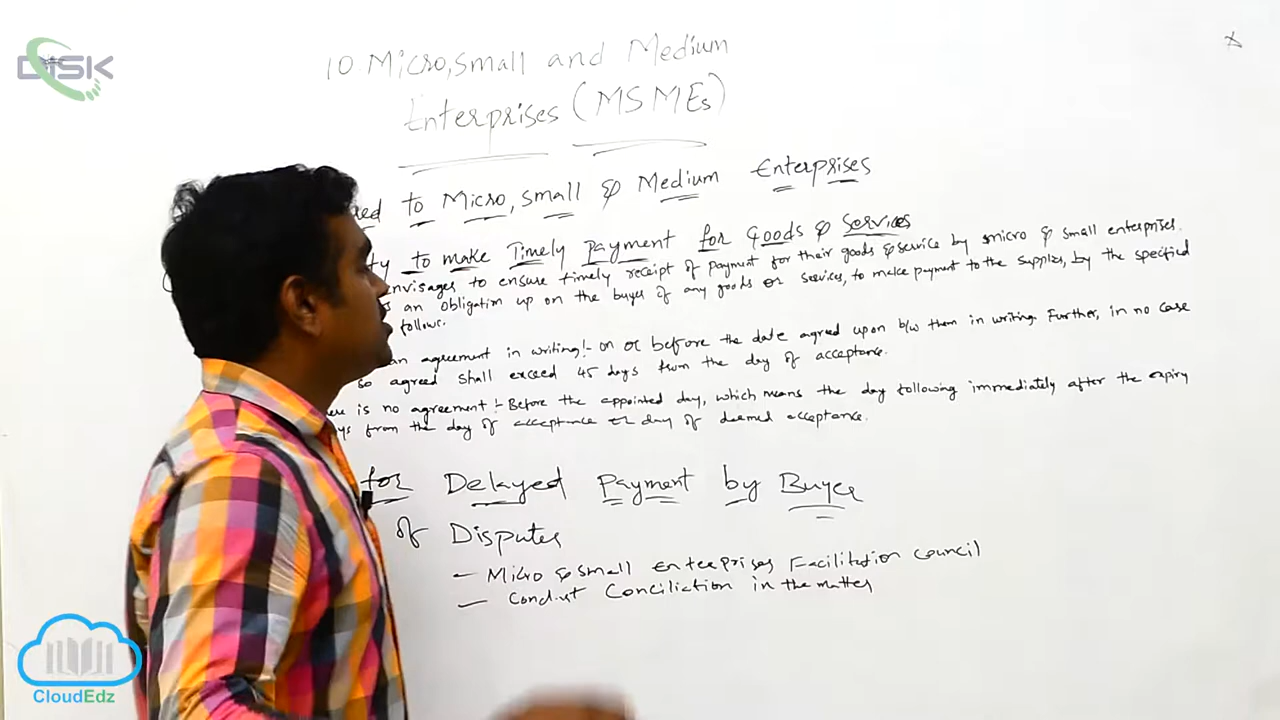 DISK
10 Micro, small and Medium
Enterprises (MSMEs)
to Micro, small & Medium Enterprises
to make Timely Payment for Goods & Services
envisages to ensure timely receipt of payment for their goods & service by micro & small enterprises.
an obligation up on the buyer of any goods or services, to make payment to the supplier, by the specified
follows.
an agreement in writing:- on or before the date agreed upon b/w them in writing. Further, in no case
so agreed shall exceed 45 days from the day of acceptance.
is no agreement:- Before the appointed day, which means the day following immediately after the expiry
from the day of acceptance or day of deemed acceptance.
for Delayed Payment by Buyer
of Disputes
- Micro & small enterprises Facilitation council
- Conduct Conciliation in the matter
CloudEdz